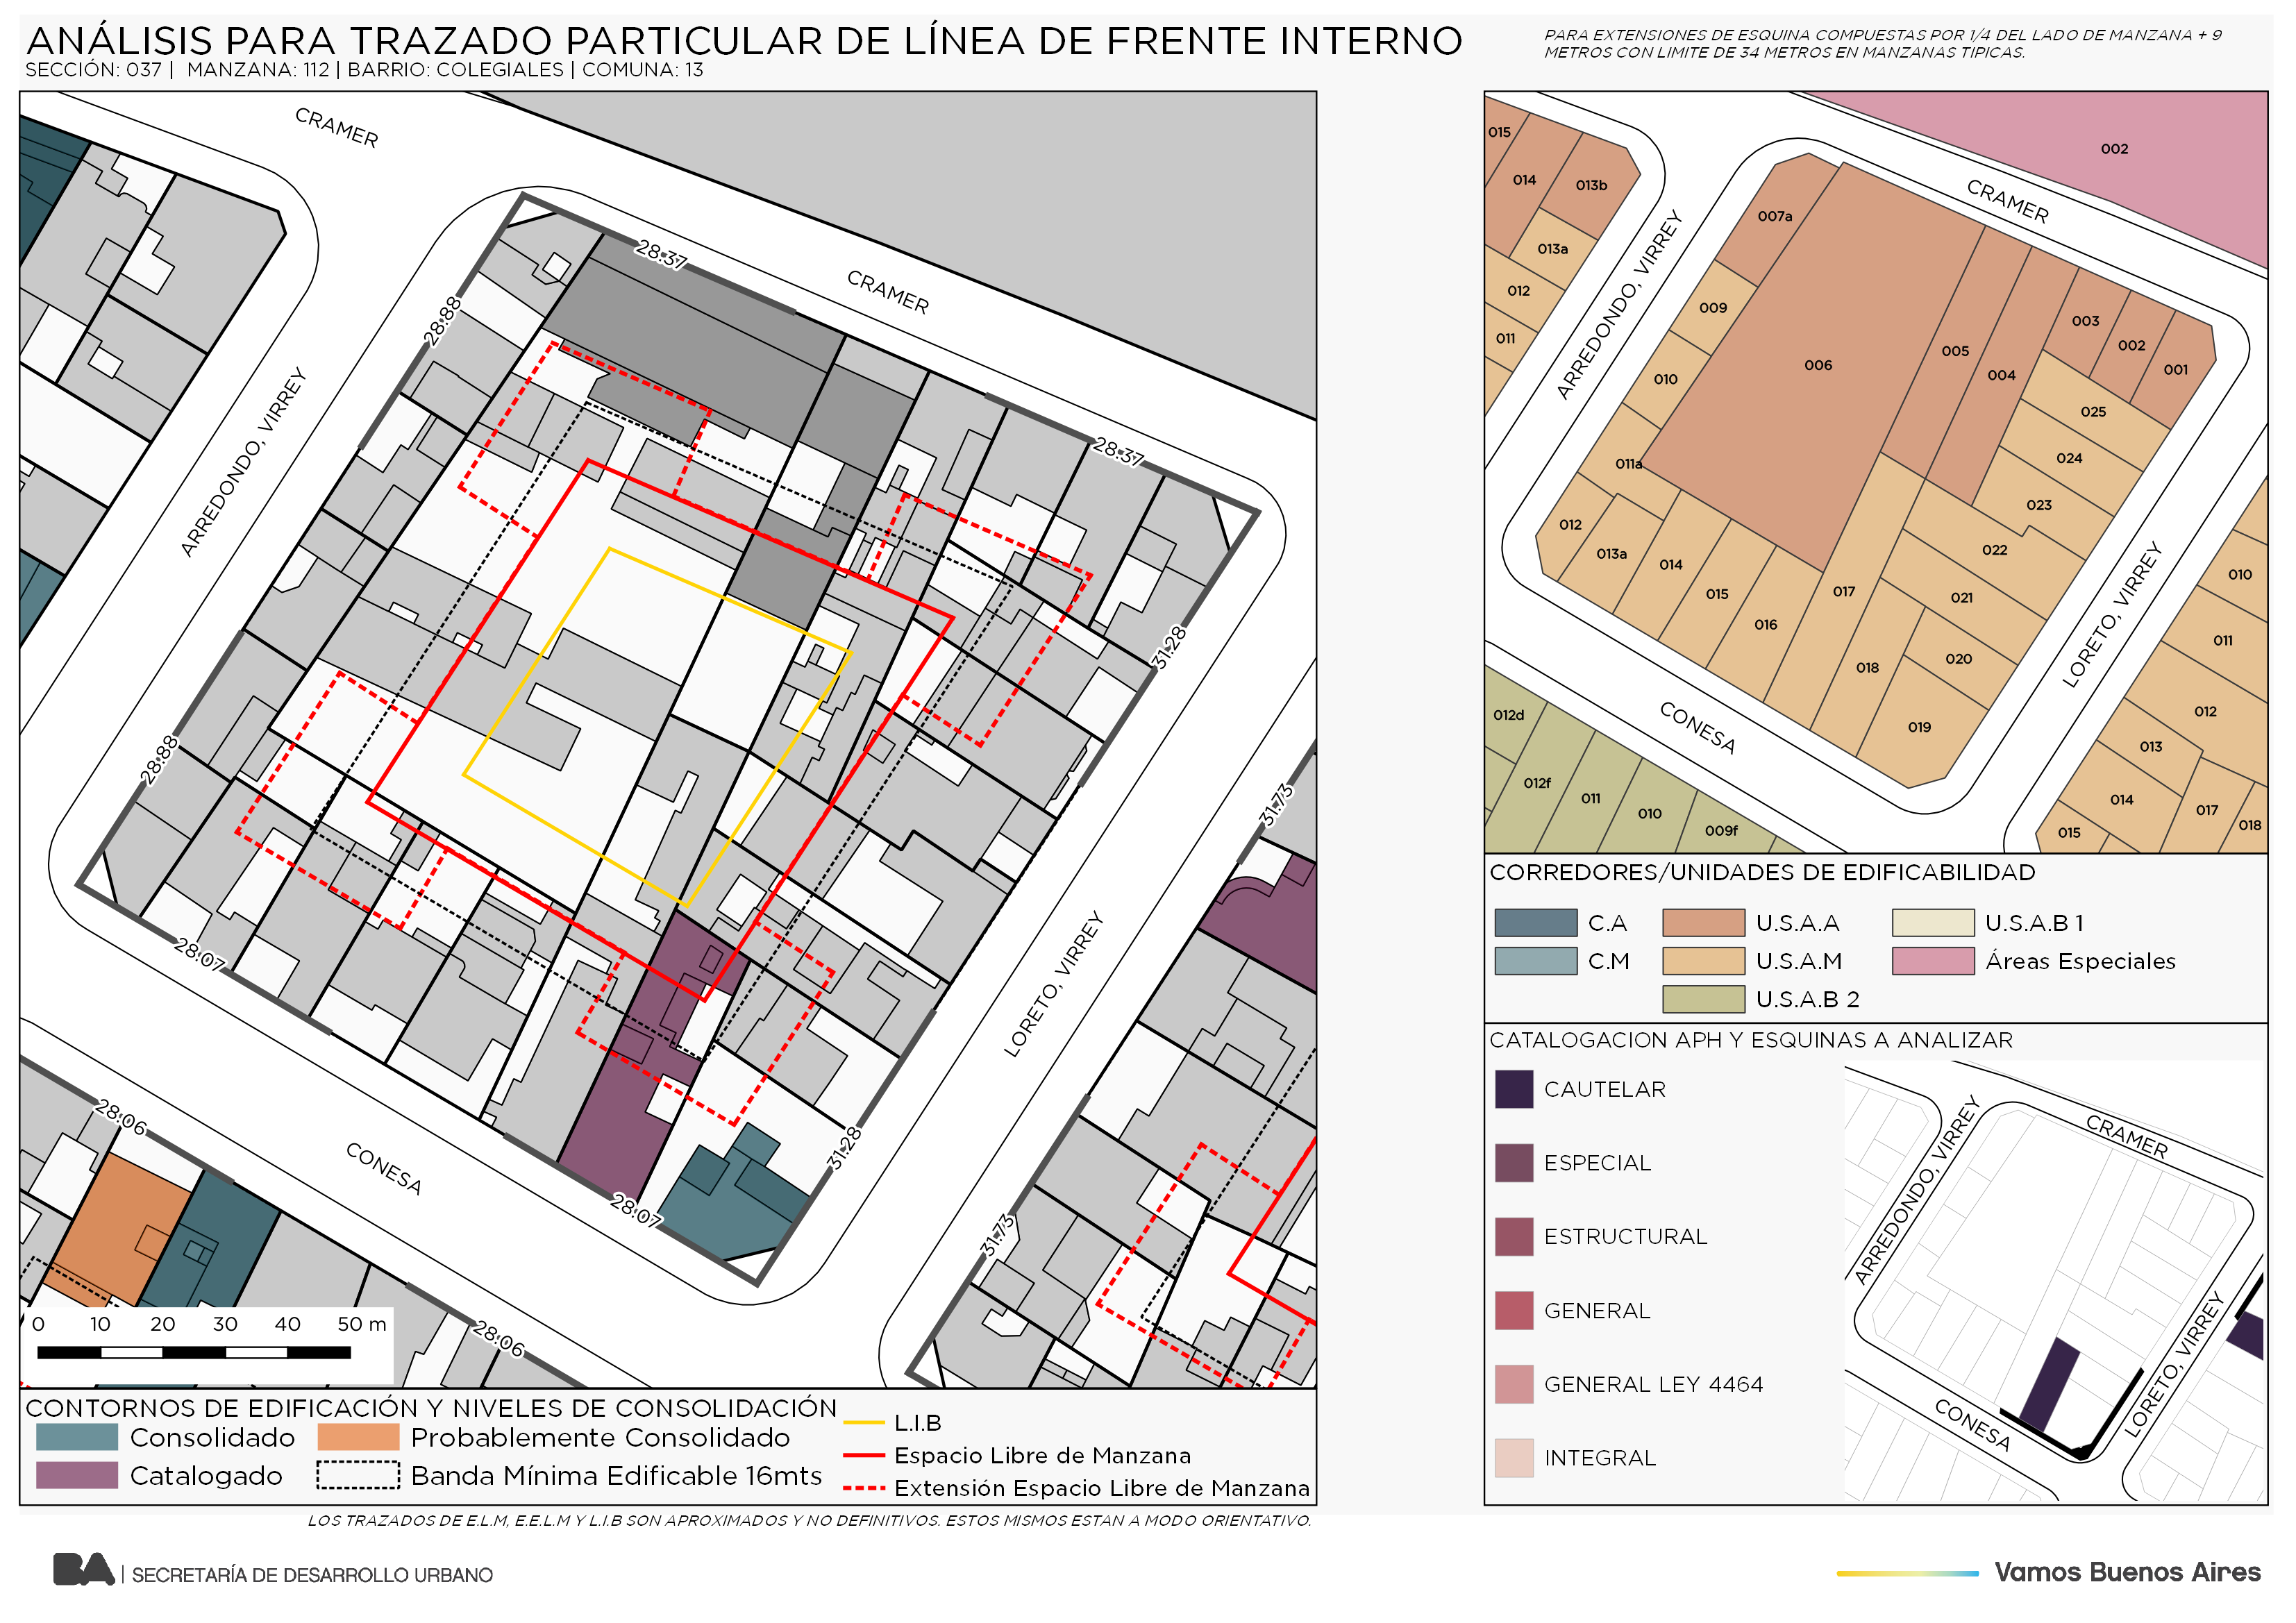 ANÁLISIS PARA TRAZADO PARTICULAR DE LÍNEA DE FRENTE INTERNO
SECCIÓN: 037 | MANZANA: 112 | BARRIO: COLEGIALES | COMUNA: 13
PARA EXTENSIONES DE ESQUINA COMPUESTAS POR 1/4 DEL LADO DE MANZANA + 9
METROS CON LIMITE DE 34 METROS EN MANZANAS TIPICAS.
CRAMER
28.37
CRAMER
28.88
ARREDONDO, VIRREY
28.37
31.28
28.88
31.73
28.07
LORETO, VIRREY
28.06
CONESA
31.28
28.07
31.73
28.06
0 10 20 30 40 50 m
CONTORNOS DE EDIFICACIÓN Y NIVELES DE CONSOLIDACIÓN
Consolidado
Probablemente Consolidado
Catalogado
Banda Mínima Edificable 16mts
L.I.B
Espacio Libre de Manzana
Extensión Espacio Libre de Manzana
LOS TRAZADOS DE E.L.M, E.E.L.M Y L.I.B SON APROXIMADOS Y NO DEFINITIVOS. ESTOS MISMOS ESTAN A MODO ORIENTATIVO.
015
014
013b
013a
012
011
002
CRAMER
ARREDONDO, VIRREY
007a
009
010
011a
012
013a
014
015
016
006
005
004
003
002
001
025
024
023
022
021
020
019
018
017
CONESA
LORETO, VIRREY
012d
012f
011
010
009f
010
011
012
013
014
015
017
018
CORREDORES/UNIDADES DE EDIFICABILIDAD
C.A
U.S.A.A
U.S.A.B 1
C.M
U.S.A.M
Áreas Especiales
U.S.A.B 2
CATALOGACION APH Y ESQUINAS A ANALIZAR
CAUTELAR
ESPECIAL
ESTRUCTURAL
GENERAL
GENERAL LEY 4464
INTEGRAL
ARREDONDO, VIRREY
CRAMER
CONESA
LORETO, VIRREY
BA | SECRETARÍA DE DESARROLLO URBANO
Vamos Buenos Aires